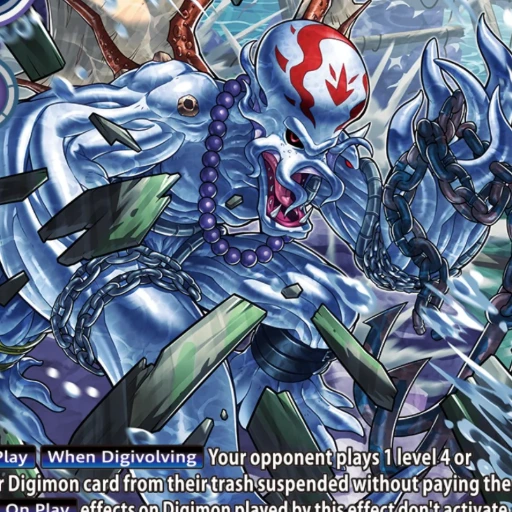 Play When Digivolving Your opponent plays 1 level 4 or
r Digimon card from their trash suspended without paying the
On Play effects on Digimon played by this effect don't activate